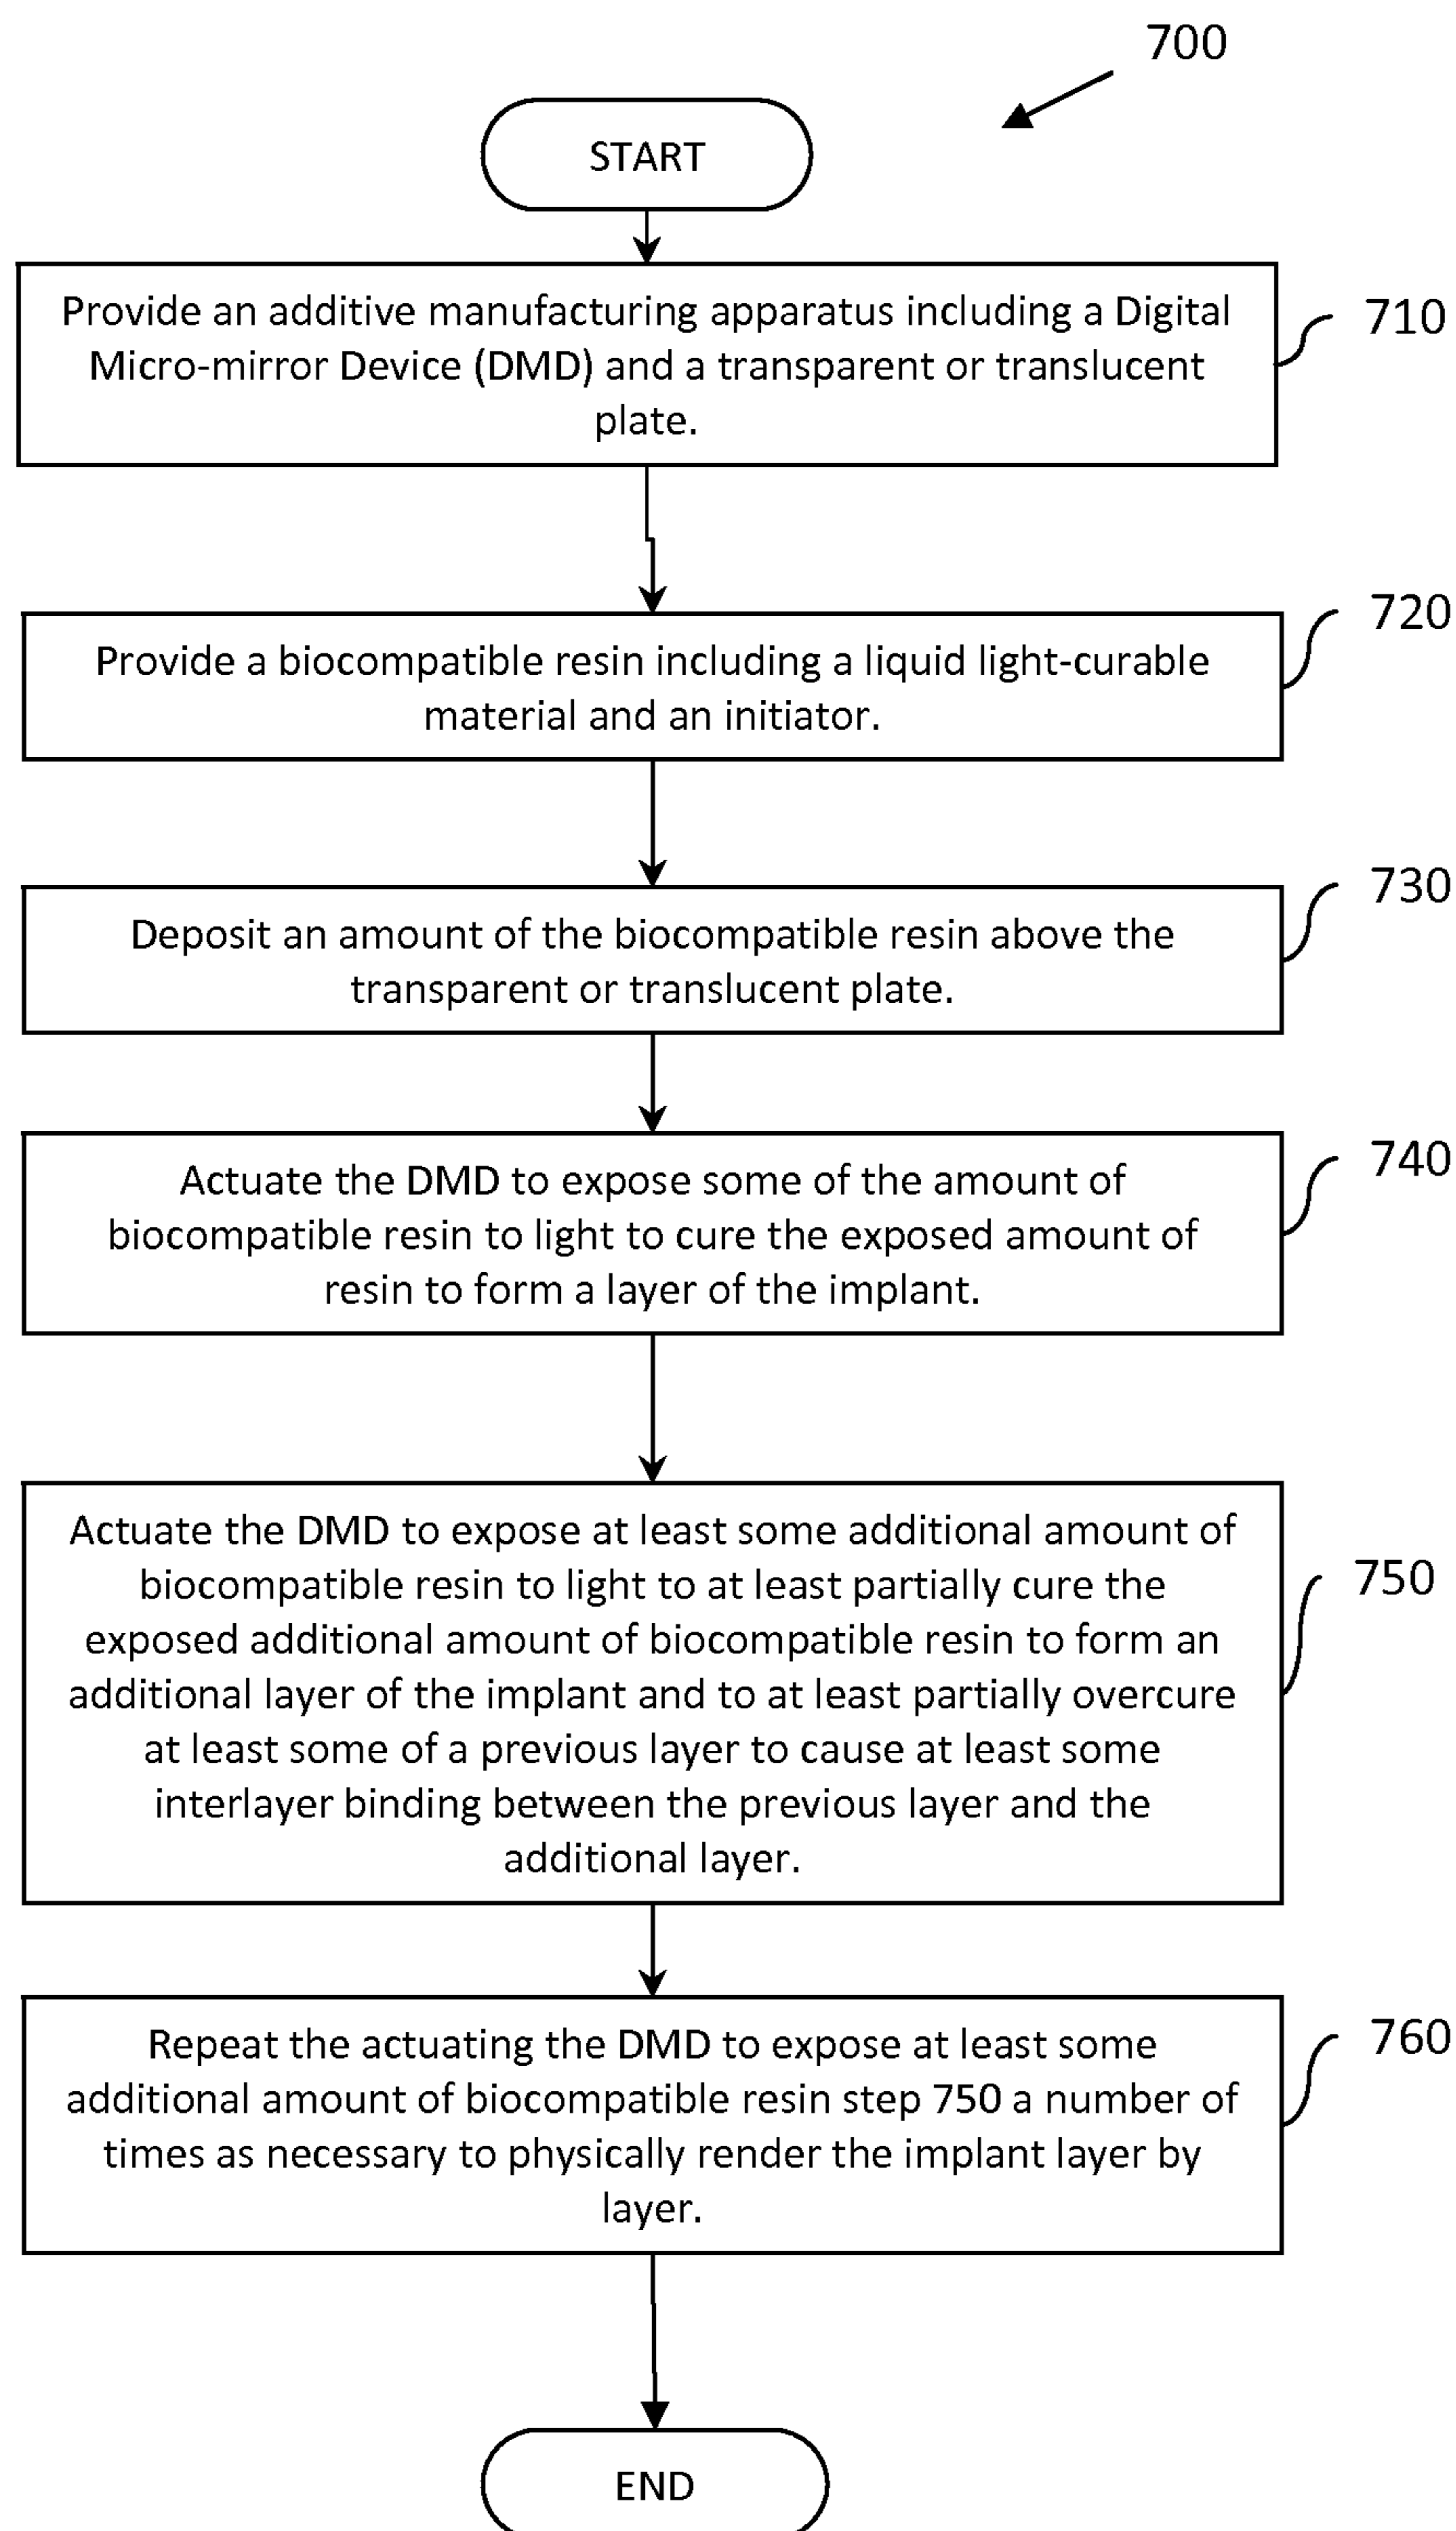 700
START
Provide an additive manufacturing apparatus including a Digital
Micro-mirror Device (DMD) and a transparent or translucent
plate.
710
Provide a biocompatible resin including a liquid light-curable
material and an initiator.
720
Deposit an amount of the biocompatible resin above the
transparent or translucent plate.
730
Actuate the DMD to expose some of the amount of
biocompatible resin to light to cure the exposed amount of
resin to form a layer of the implant.
740
Actuate the DMD to expose at least some additional amount of
biocompatible resin to light to at least partially cure the
exposed additional amount of biocompatible resin to form an
additional layer of the implant and to at least partially overcure
at least some of a previous layer to cause at least some
interlayer binding between the previous layer and the
additional layer.
750
Repeat the actuating the DMD to expose at least some
additional amount of biocompatible resin step 750 a number of
times as necessary to physically render the implant layer by
layer.
760
END